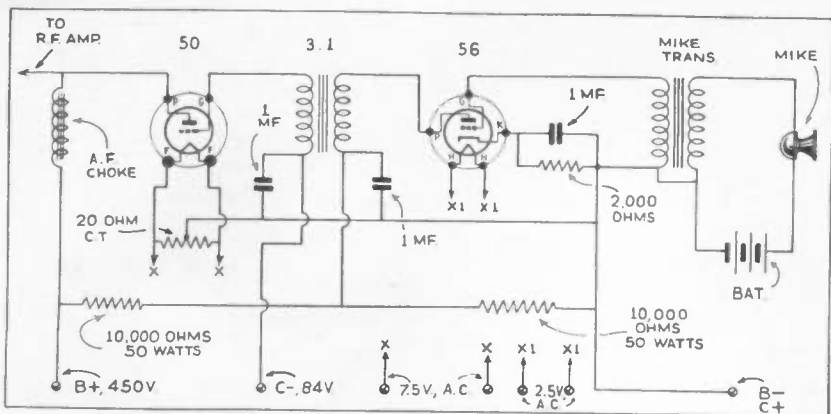 TO
R.F. AMP.
50
3.1
56
MIKE
TRANS
MIKE
P
G
F
F
1
MF
A.F.
CHOKE
20 OHM
C.T
X
X
1 MF.
G
P
K
H
H
X1
X1
1 MF.
2,000
OHMS
BAT.
10,000 OHMS
50 WATTS
10,000
OHMS
50 WATTS
X
X
X1
X1
B+, 450V.
C-, 84V.
7.5V., A.C.
2.5V.
A.C.
B-
C+